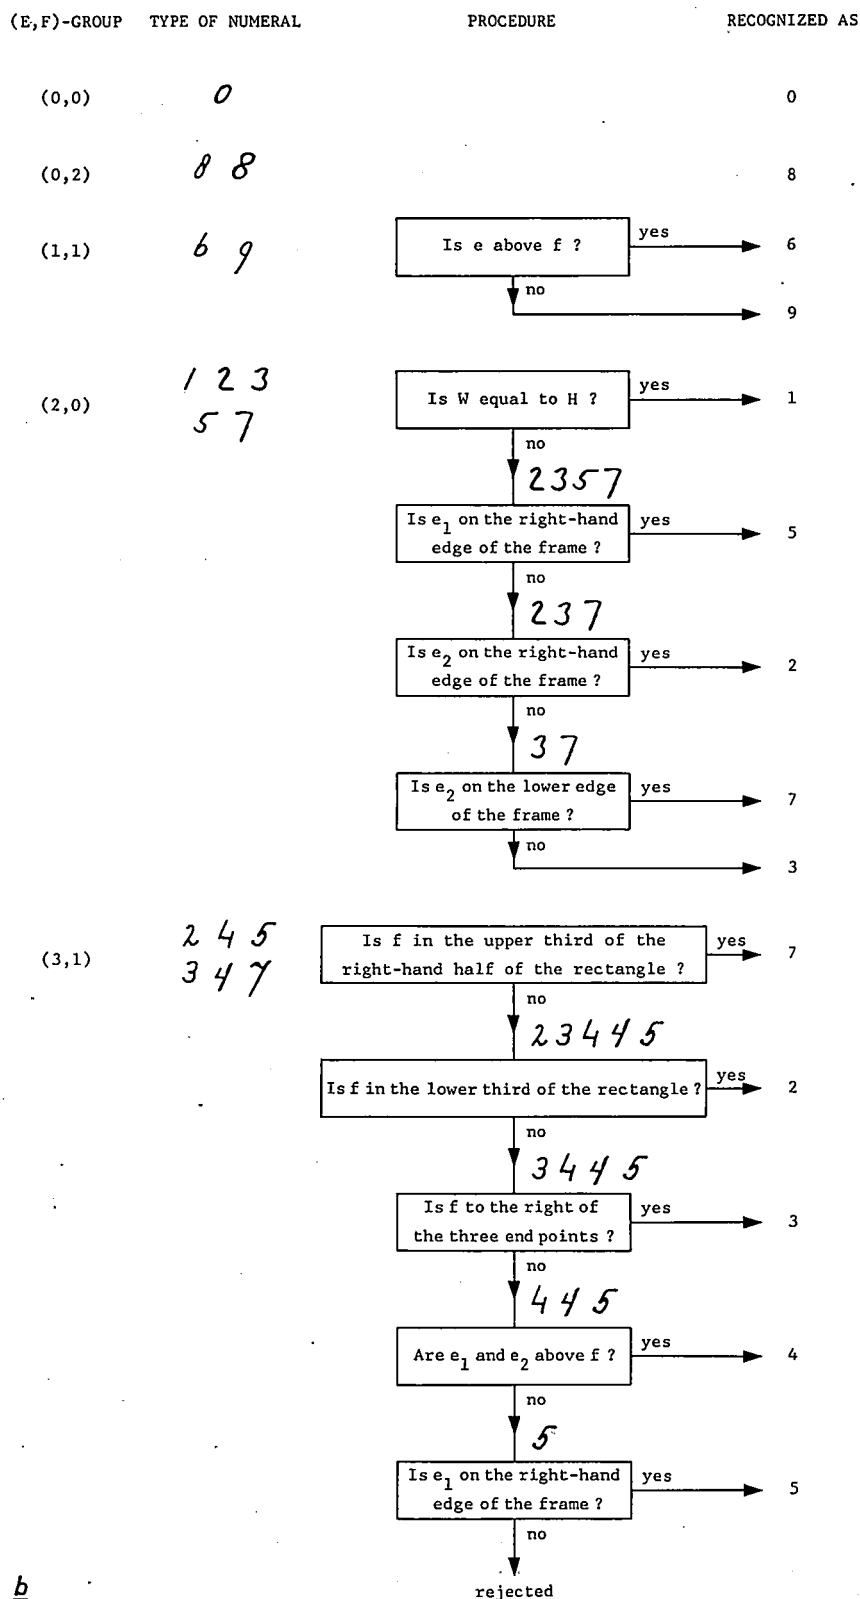 (E,F)-GROUP TYPE OF NUMERAL PROCEDURE RECOGNIZED AS
(0,0) 0 0
(0,2) 8 8 8
(1,1) 6 9 Is e above f ? yes 6
no
9
1 2 3
(2,0) Is W equal to H ? yes 1
5 7
no
2 3 5 7
Is e1 on the right-hand yes
edge of the frame ? 5
no
2 3 7
Is e2 on the right-hand yes
edge of the frame ? 2
no
3 7
Is e2 on the lower edge yes
of the frame ? 7
no
3
2 4 5 Is f in the upper third of the yes
(3,1) 7
3 4 7 right-hand half of the rectangle ?
no
2 3 4 4 5
Is f in the lower third of the rectangle ? yes 2
no
3 4 4 5
Is f to the right of yes
the three end points ? 3
no
4 4 5
Are e1 and e2 above f ? yes 4
no
5
Is e1 on the right-hand yes
edge of the frame ? 5
no
b rejected